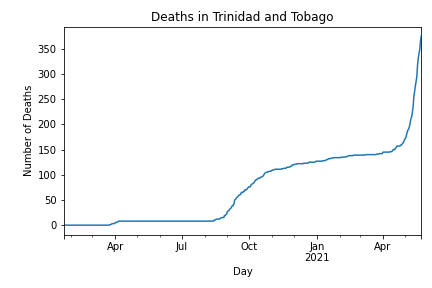 Deaths in Trinidad and Tobago
Number of Deaths
350
300
250
200
150
100
50
0
Apr
Jul
Oct
Jan
2021
Apr
Day